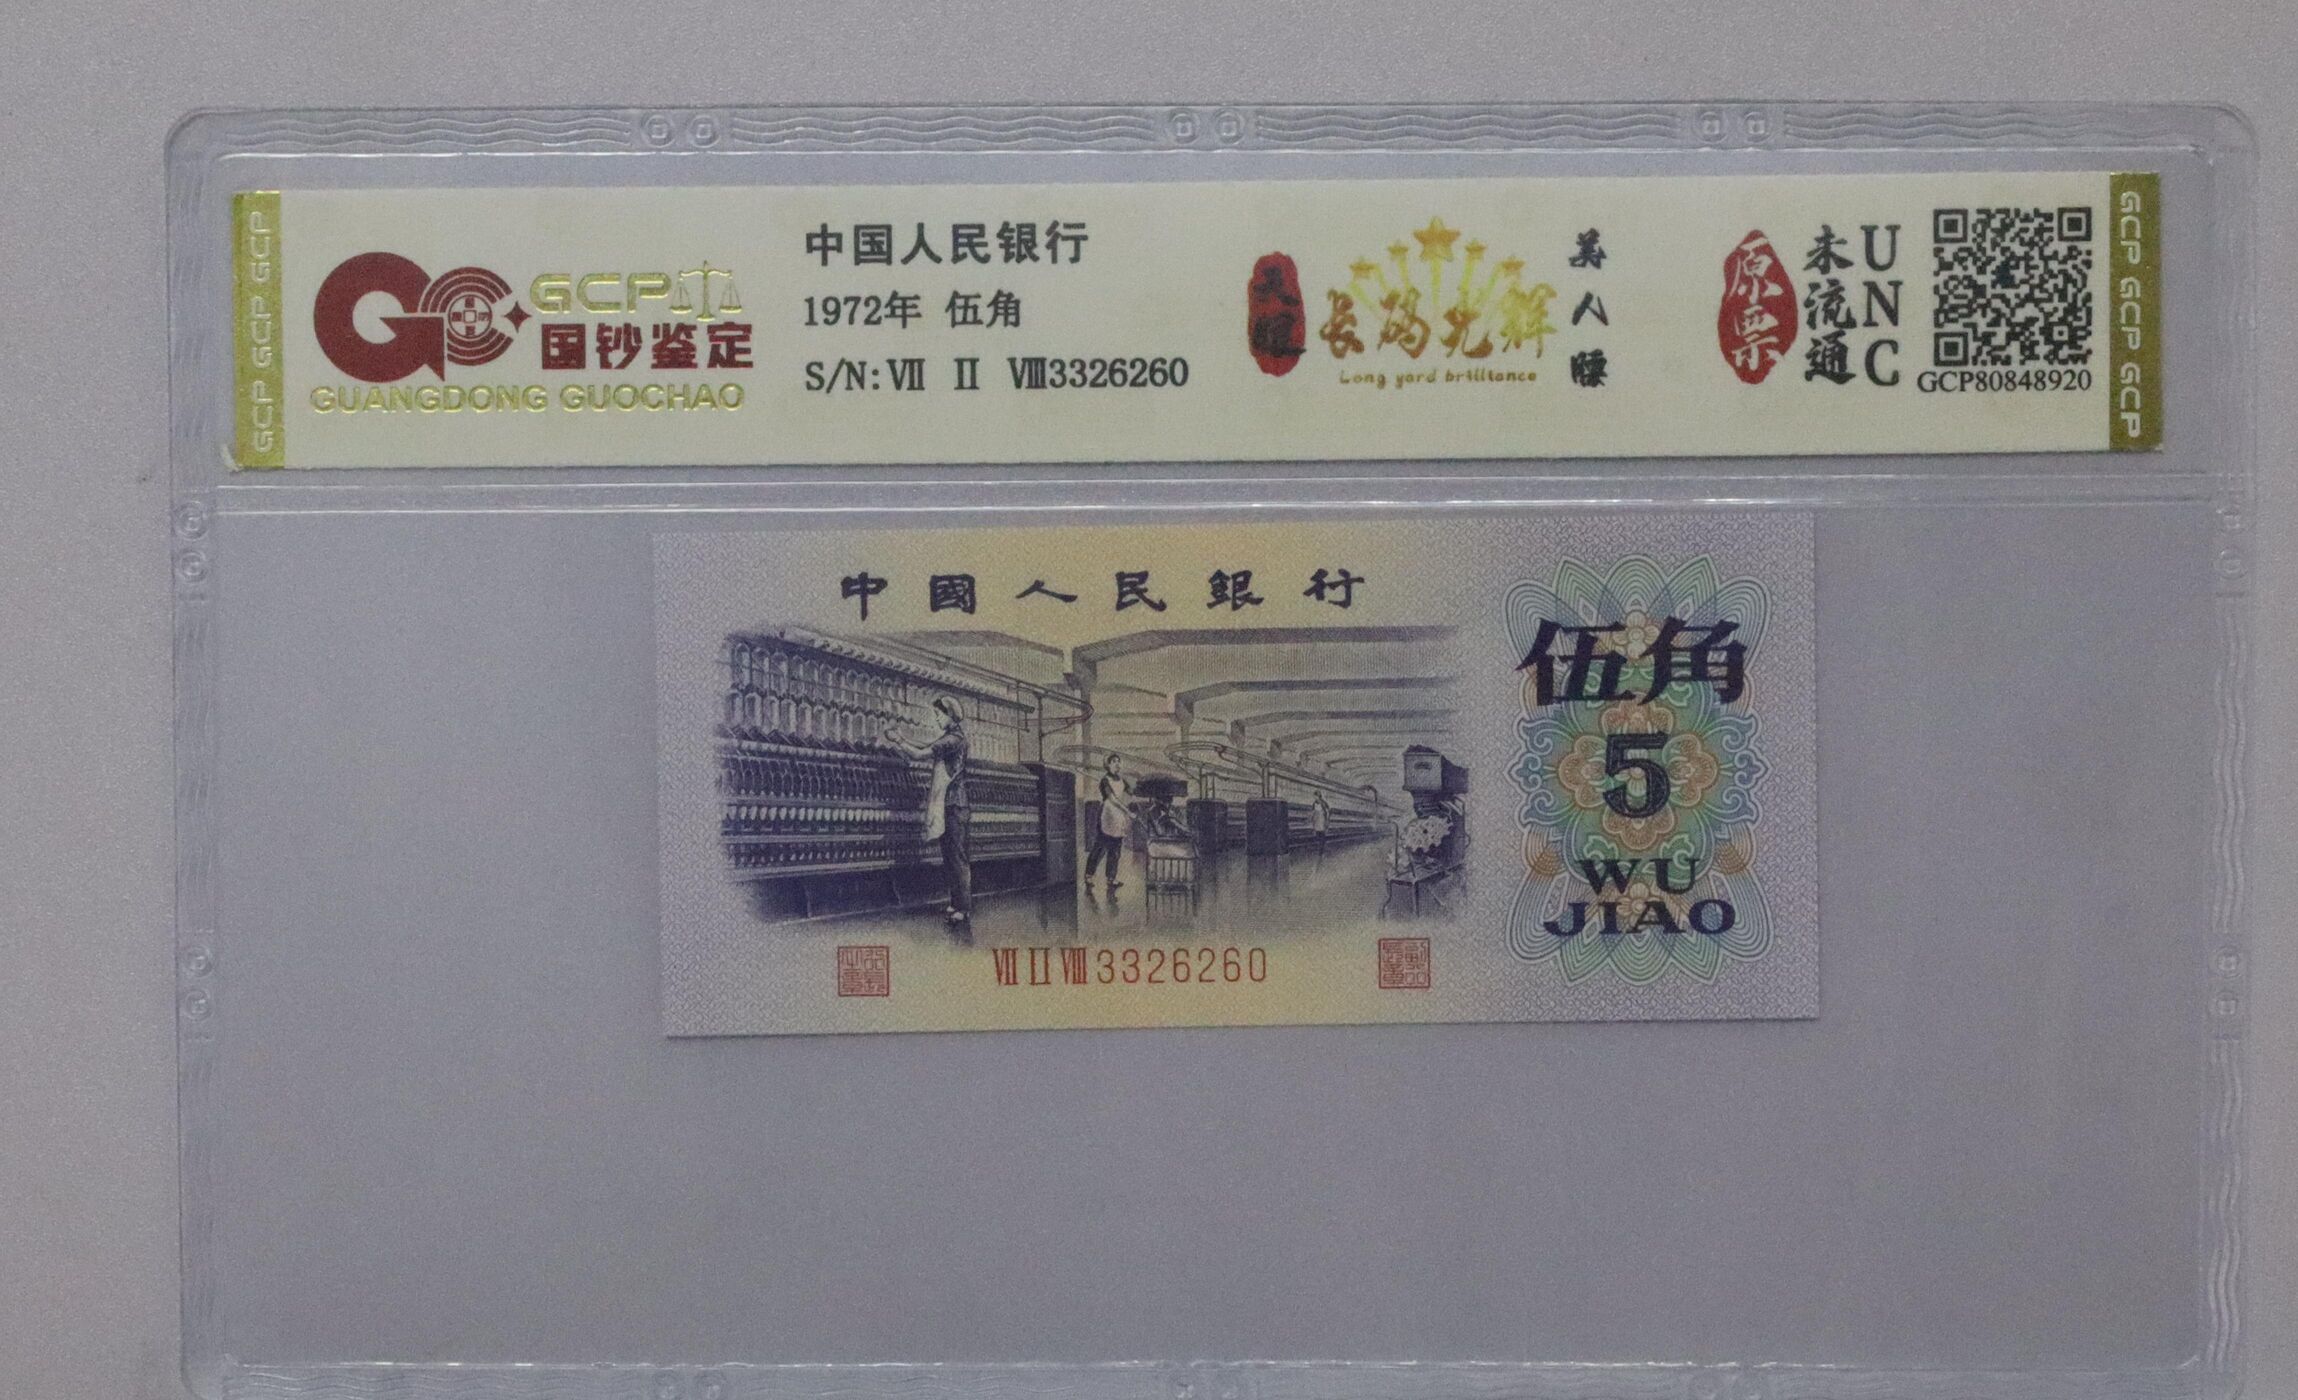 GCP GCP GCP
GCP
国钞鉴定
GUANGDONG GUOCHAO
中国人民银行
1972年 伍角
S/N: Ⅶ Ⅱ Ⅷ3326260
长码光辉
Long yard brilliance
美人腰
原票
未流通
UNC
GCP80848920
GCP GCP GCP
中國人民銀行
伍角
5
WU
JIAO
Ⅶ Ⅱ Ⅷ 3326260